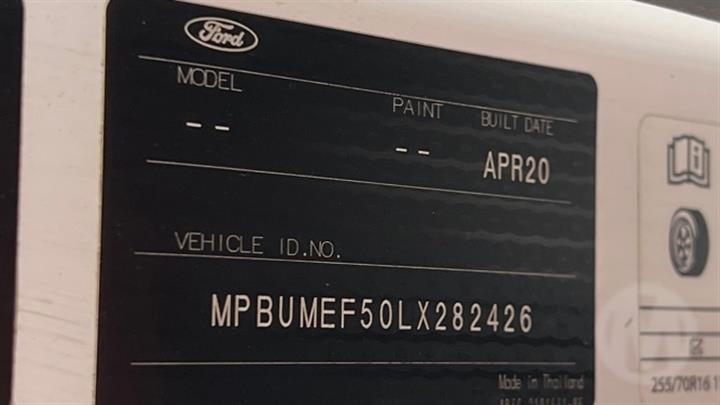 Ford
MODEL PAINT BUILT DATE
-- -- APR20
VEHICLE ID.NO.
MPBUMEF50LX282426
Made in Thailand
255/70R16